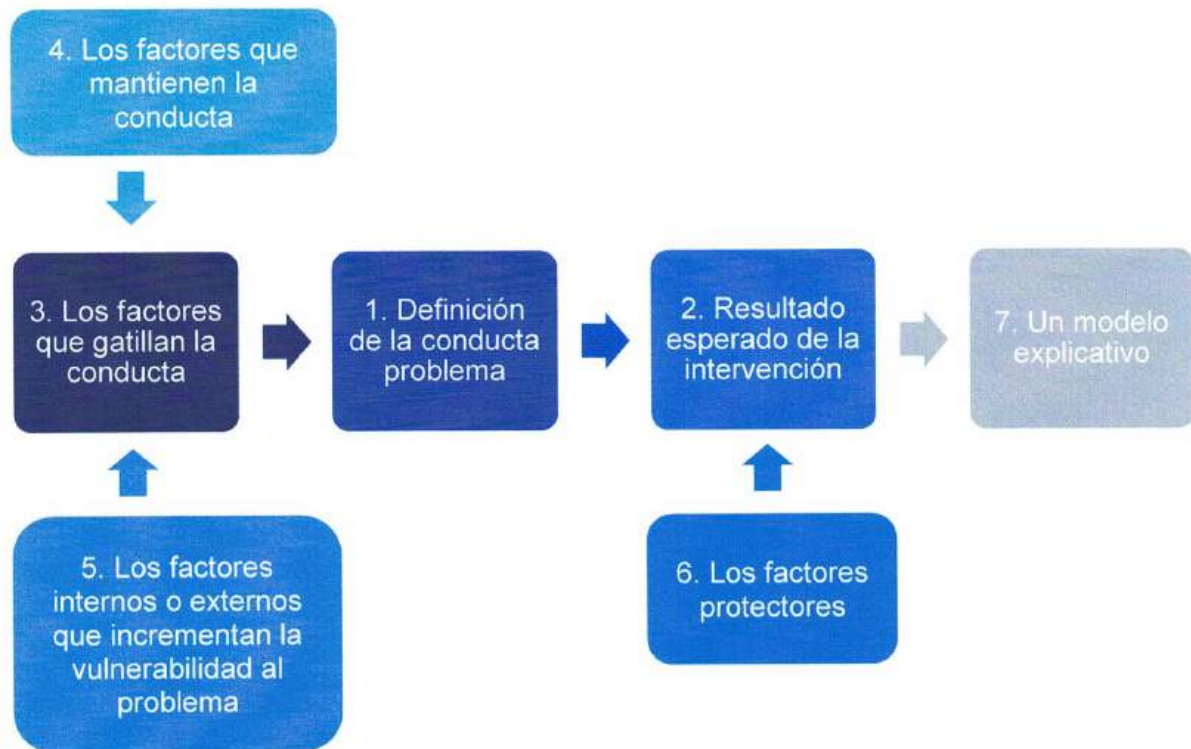 4. Los factores que
mantienen la
conducta
3. Los factores
que gatillan la
conducta
1. Definición
de la conducta
problema
2. Resultado
esperado de la
intervención
7. Un modelo
explicativo
5. Los factores
internos o externos
que incrementan la
vulnerabilidad al
problema
6. Los factores
protectores